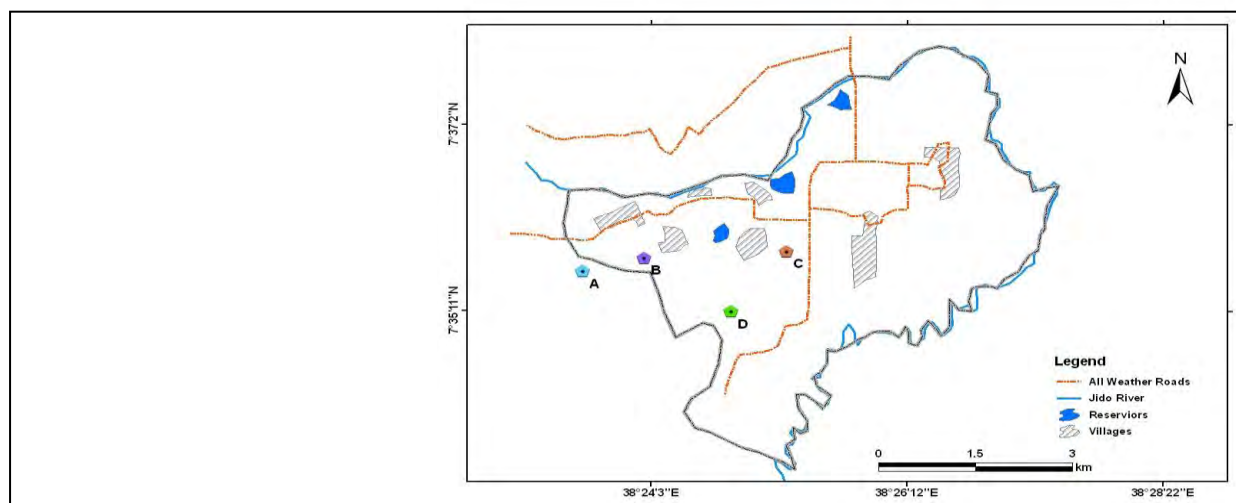 N
7°37'2"N
7°35'11"N
A
B
C
D
Legend
All Weather Roads
Jido River
Reserviors
Villages
0 1.5 3
km
38°24'3"E 38°26'12"E 38°28'22"E